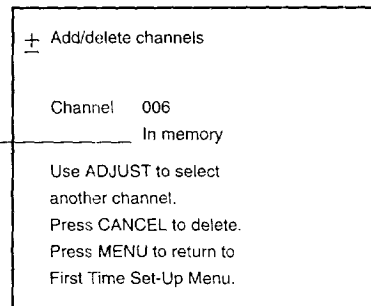 ± Add/delete channels
Channel 006
In memory
Use ADJUST to select
another channel.
Press CANCEL to delete.
Press MENU to return to
First Time Set-Up Menu.